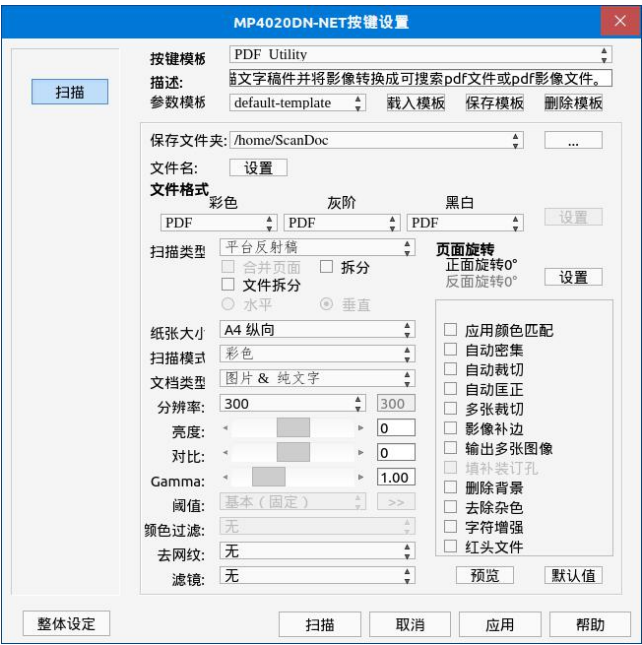 MP4020DN-NET按键设置
扫描
按键模板 PDF Utility
描述: 文字稿件并将影像转换成可搜索pdf文件或pdf影像文件。
参数模板 default-template 载入模板 保存模板 删除模板
保存文件夹: /home/ScanDoc ...
文件名: 设置
文件格式
彩色 灰阶 黑白
PDF PDF PDF 设置
扫描类型 平台反射稿
合并页面 拆分
文件拆分
水平 垂直
页面旋转
正面旋转0°
反面旋转0° 设置
纸张大小 A4 纵向
扫描模式 彩色
文档类型 图片 & 纯文字
分辨率: 300 300
亮度: 0
对比: 0
Gamma: 1.00
阈值: 基本（固定） >>
颜色过滤: 无
去网纹: 无
滤镜: 无
应用颜色匹配
自动密集
自动裁切
自动匡正
多张裁切
影像补边
输出多张图像
填补装订孔
删除背景
去除杂色
字符增强
红头文件
预览 默认值
整体设定 扫描 取消 应用 帮助